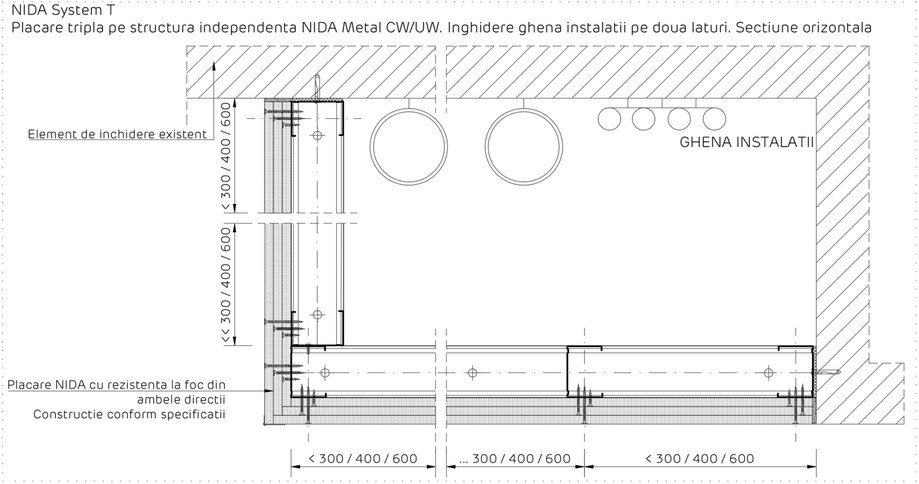 NIDA System T
Placare tripla pe structura independenta NIDA Metal CW/UW. Inghidere ghena instalatii pe doua laturi. Sectiune orizontala
< 300 / 400 / 600
Element de inchidere existent
GHENA INSTALATII
<< 300 / 400 / 600
Placare NIDA cu rezistenta la foc din
ambele directii
Constructie conform specificatii
< 300 / 400 / 600
... 300 / 400 / 600
< 300 / 400 / 600